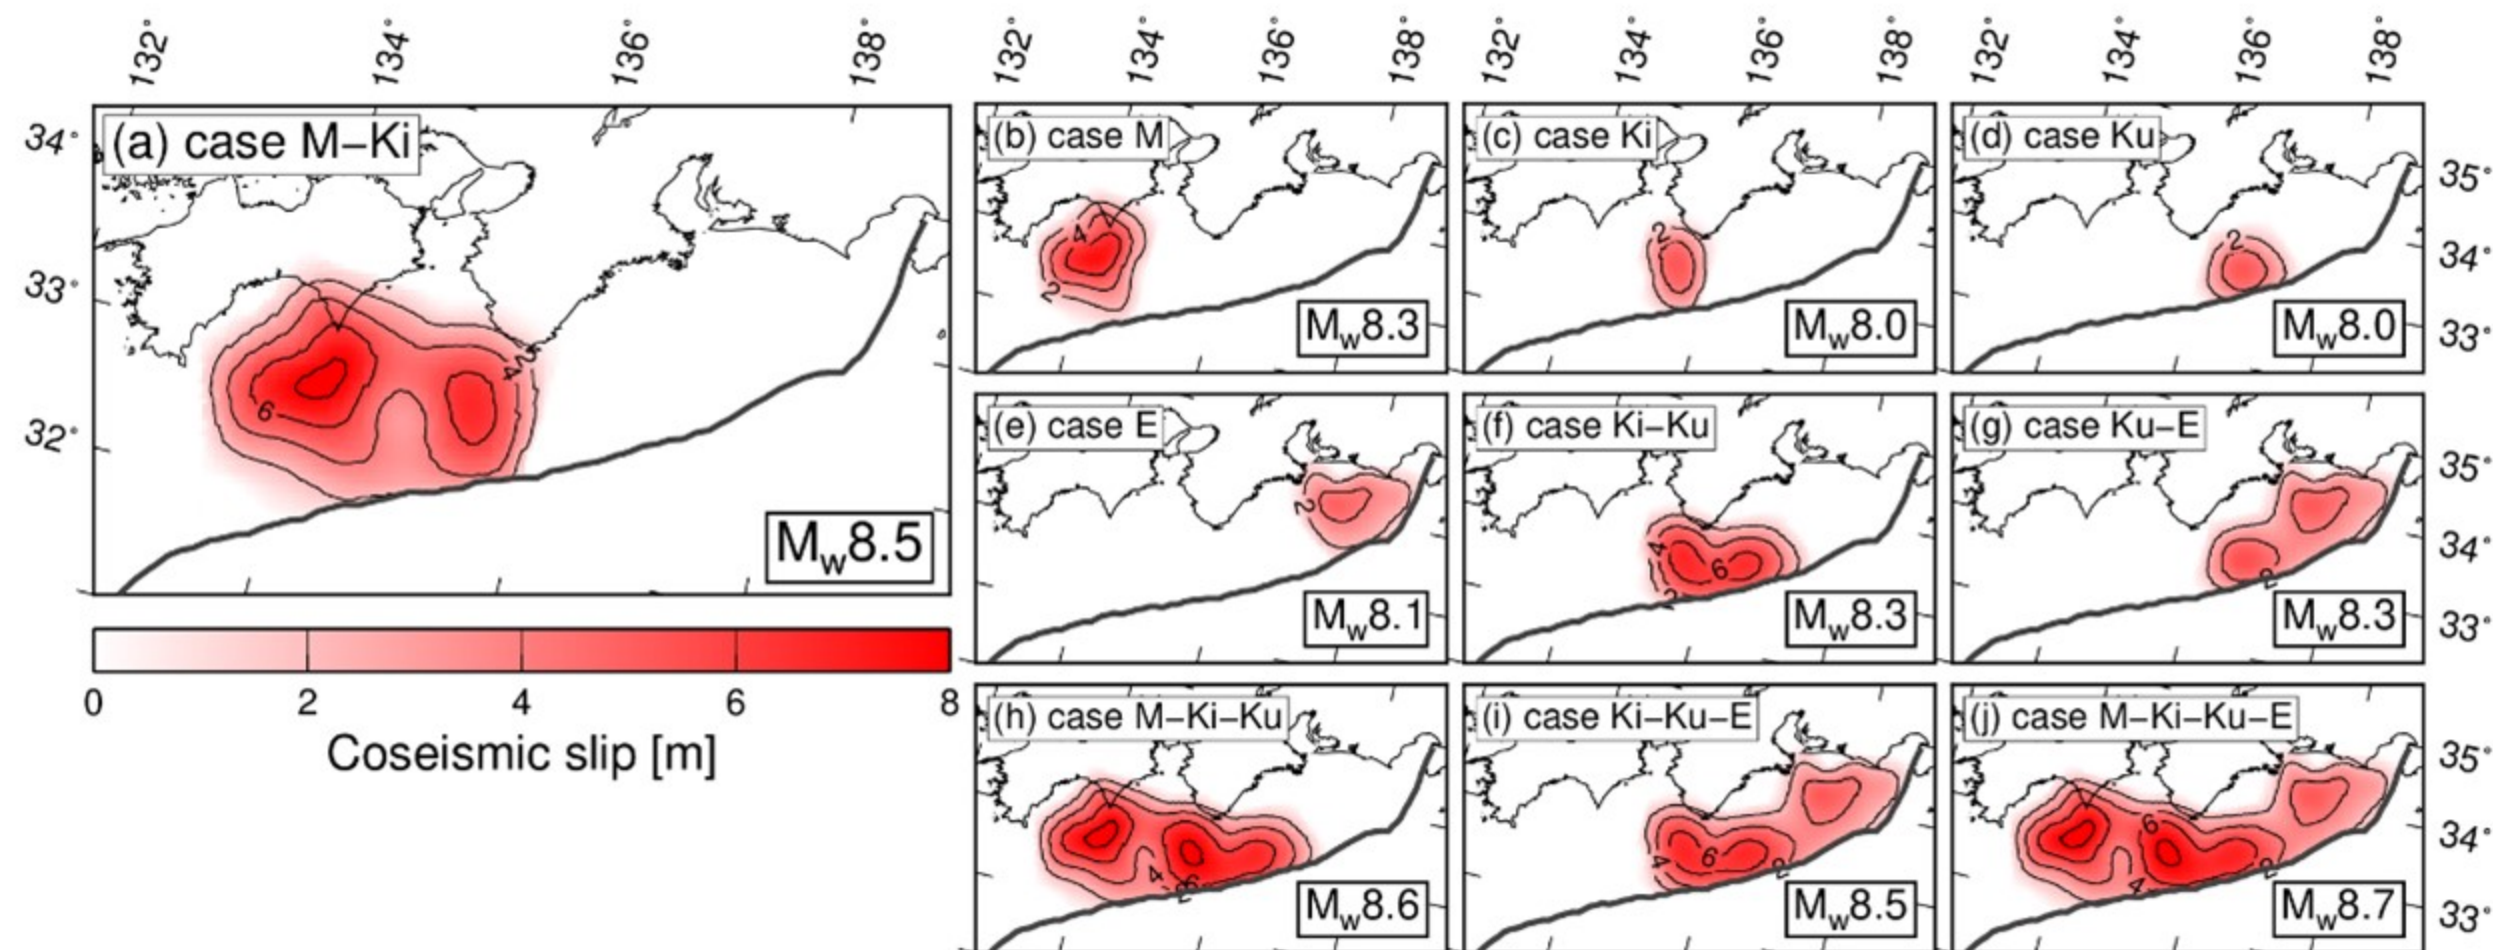 132° 134° 136° 138°
132° 134° 136° 138°
132° 134° 136° 138°
132° 134° 136° 138°
(a) case M–Ki
34°
33°
32°
6
2
4
Mw8.5
0 2 4 6 8
Coseismic slip [m]
(b) case M
4
2
Mw8.3
(c) case Ki
2
Mw8.0
(d) case Ku
2
Mw8.0
35°
34°
33°
(e) case E
2
Mw8.1
(f) case Ki–Ku
4
6
2
Mw8.3
(g) case Ku–E
2
Mw8.3
35°
34°
33°
(h) case M–Ki–Ku
4
6
2
Mw8.6
(i) case Ki–Ku–E
4
6
2
Mw8.5
(j) case M–Ki–Ku–E
6
4
2
Mw8.7
35°
34°
33°